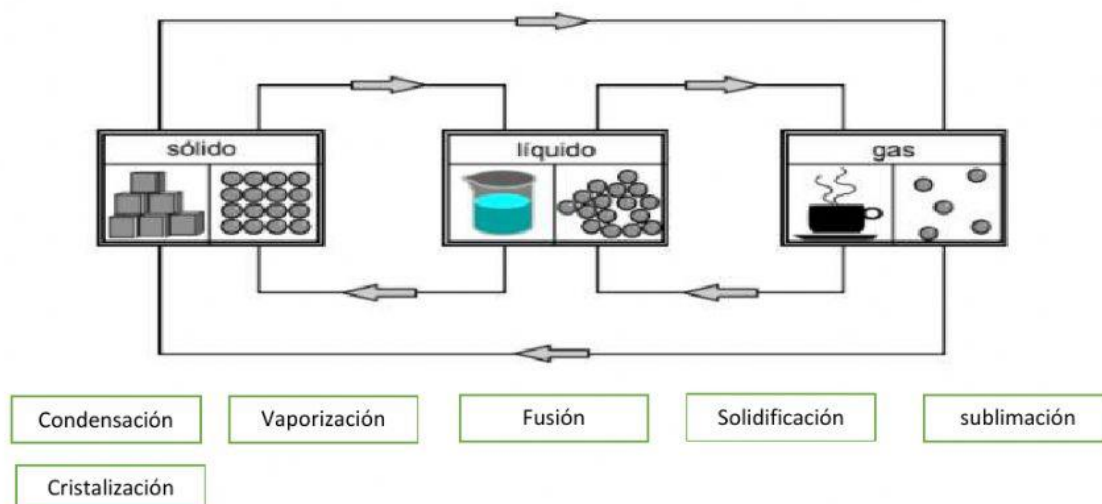 sólido
líquido
gas
Condensación
Vaporización
Fusión
Solidificación
sublimación
Cristalización